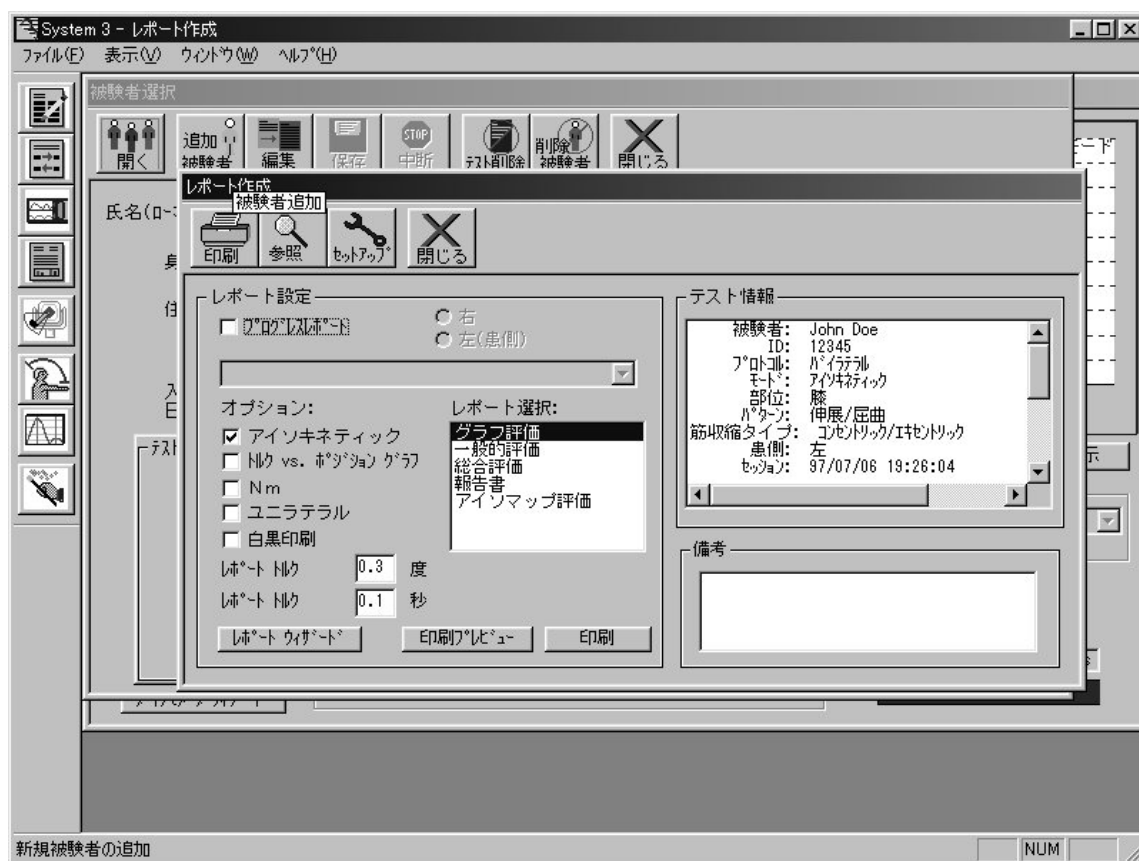 System 3 - レポート作成
ファイル(F) 表示(V) ウィンドウ(W) ヘルプ(H)
被験者選択
開く
追加
被験者
編集
保存
STOP
中断
テスト削除
削除
被験者
閉じる
レポート作成
被験者追加
印刷
参照
セットアップ
閉じる
氏名(ロー
レポート設定
プログレスレポート
右
左(患側)
オプション:
アイソキネティック
トルク vs. ポジション グラフ
Nm
ユニラテラル
白黒印刷
レポート選択:
グラフ評価
一般的評価
総合評価
報告書
アイソマップ評価
レポート トルク 0.3 度
レポート トルク 0.1 秒
レポート ウィザード
印刷プレビュー
印刷
テスト情報
被験者: John Doe
ID: 12345
プロトコル: バイラテラル
モード: アイソキネティック
部位: 膝
パターン: 伸展/屈曲
筋収縮タイプ: コンセントリック/エキセントリック
患側: 左
セッション: 97/07/06 19:26:04
備考
新規被験者の追加
NUM